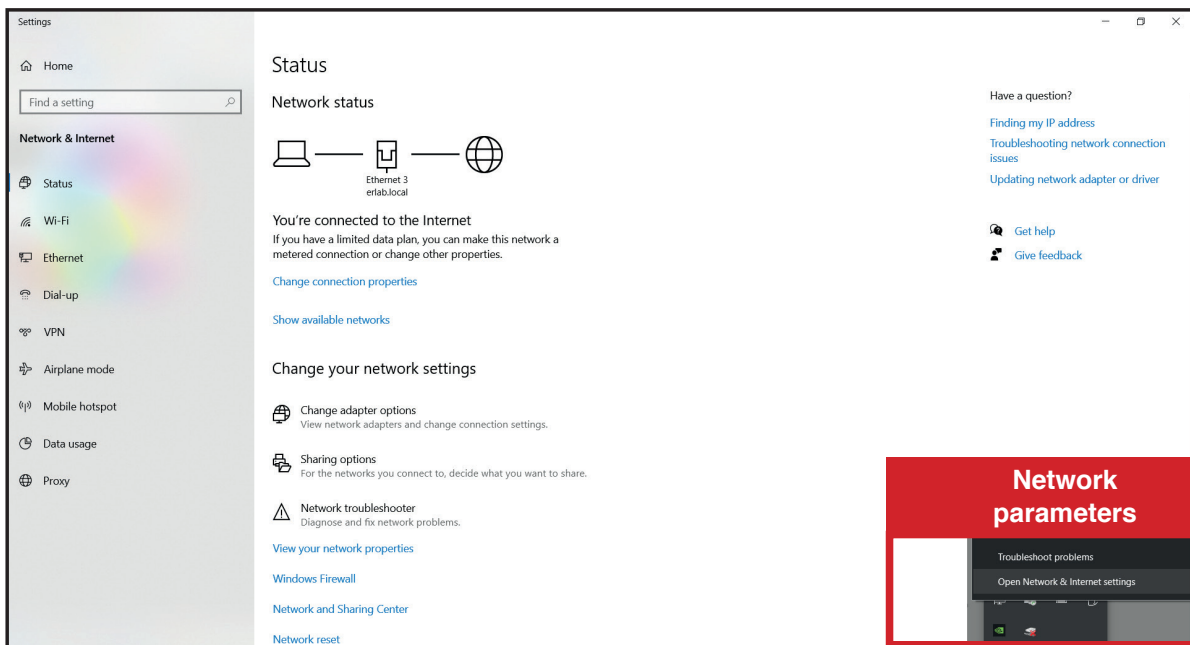 Settings
Home
Find a setting
Network & Internet
Status
Wi-Fi
Ethernet
Dial-up
VPN
Airplane mode
Mobile hotspot
Data usage
Proxy
Status
Network status
Ethernet 3
erlab.local
You're connected to the Internet
If you have a limited data plan, you can make this network a
metered connection or change other properties.
Change connection properties
Show available networks
Change your network settings
Change adapter options
View network adapters and change connection settings.
Sharing options
For the networks you connect to, decide what you want to share.
Network troubleshooter
Diagnose and fix network problems.
View your network properties
Windows Firewall
Network and Sharing Center
Network reset
Have a question?
Finding my IP address
Troubleshooting network connection
issues
Updating network adapter or driver
Get help
Give feedback
Network
parameters
Troubleshoot problems
Open Network & Internet settings